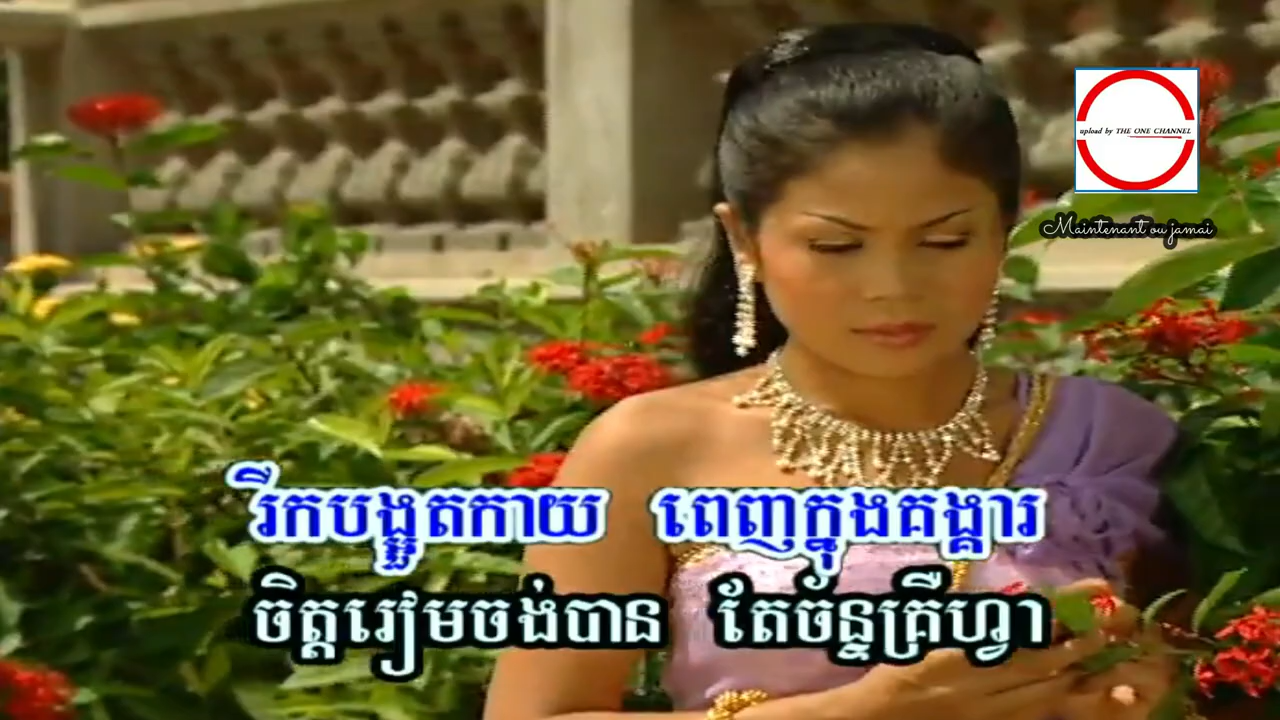 upload by THE ONE CHANNEL
Maintenant ou jamai
រីកបង្អួតកាយ ពេញក្នុងគង្គារ
ចិត្តរៀមចង់បាន តែច័ន្ទគ្រឹហ្វា